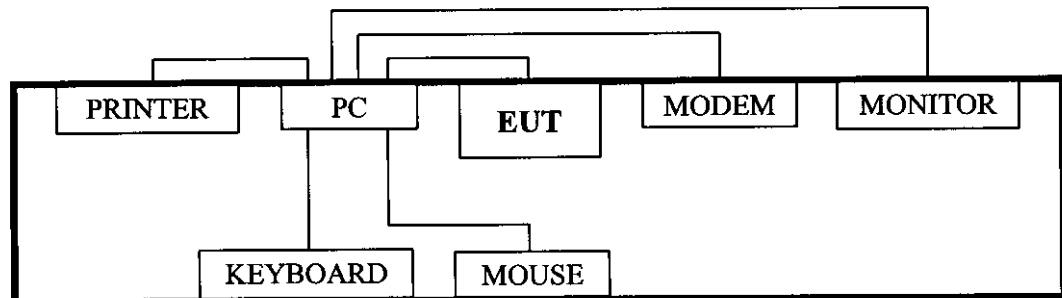 PRINTER
PC
EUT
MODEM
MONITOR
KEYBOARD
MOUSE